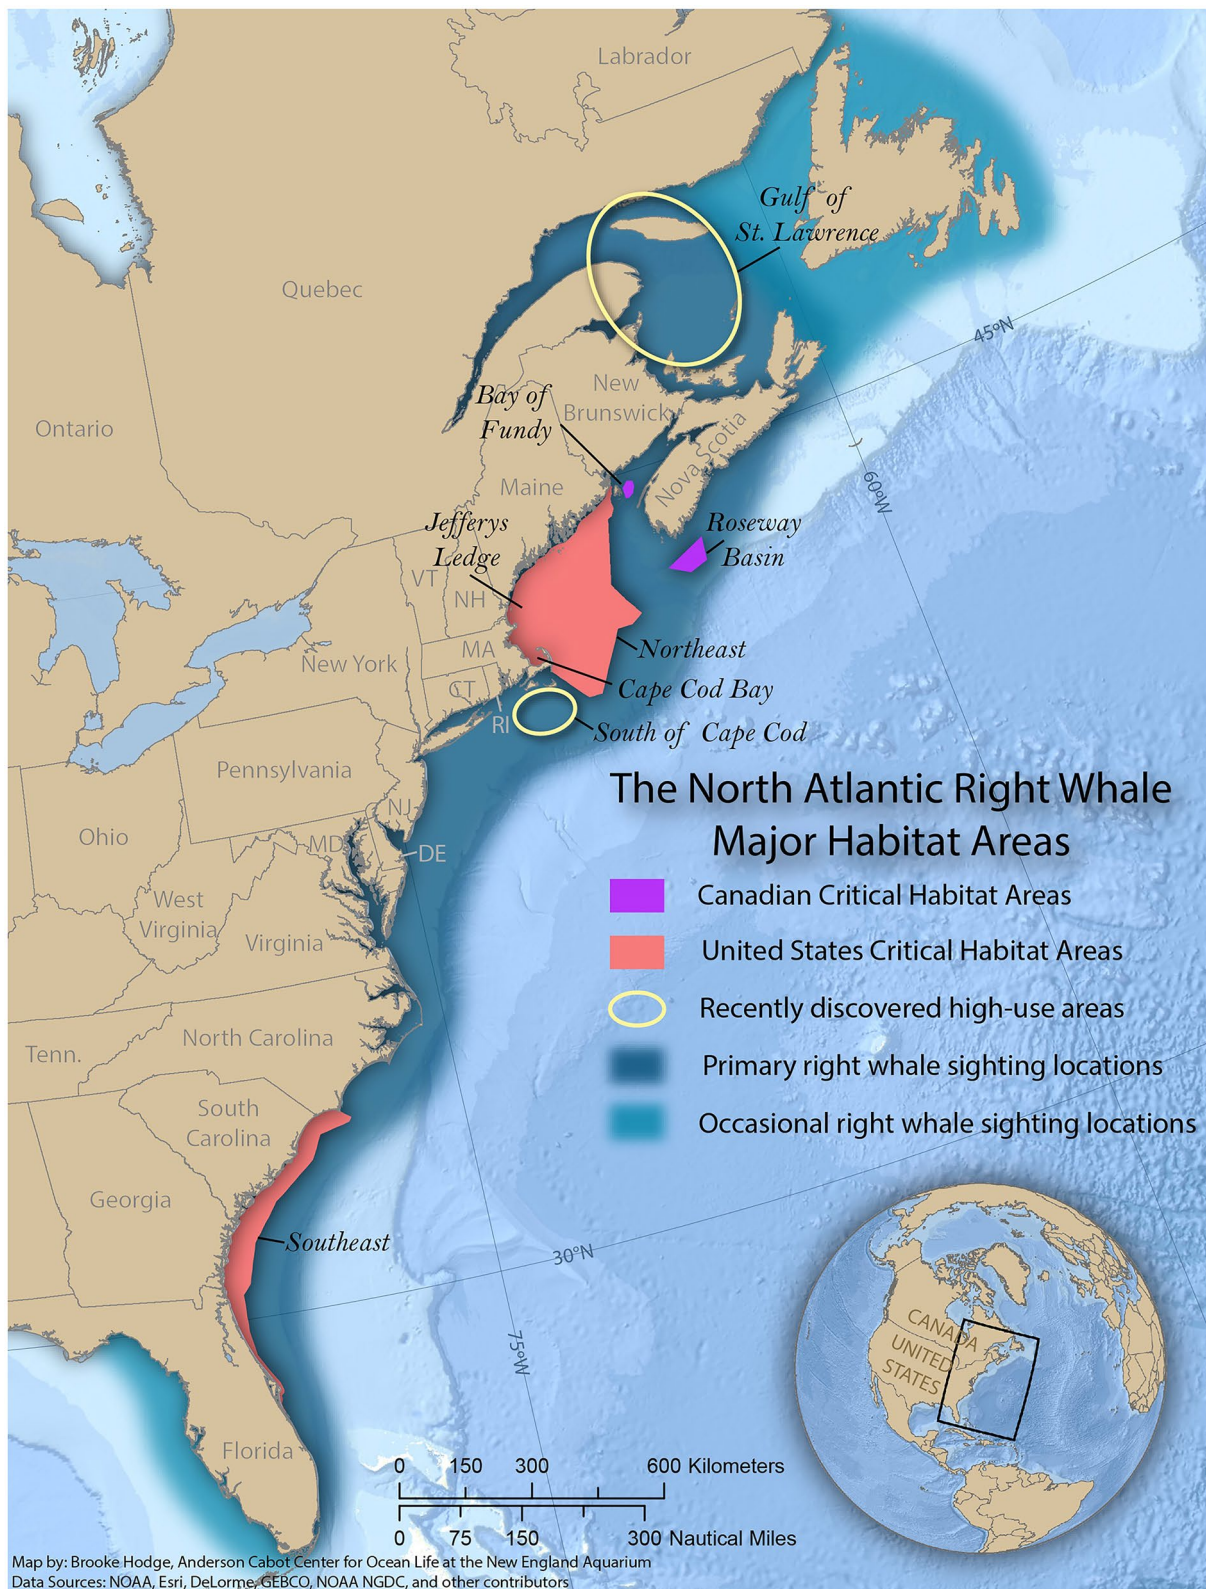 Labrador
Gulf of
St. Lawrence
Quebec
45ºN
New
Brunswick
Bay of
Fundy
Ontario
Nova Scotia
Maine
60ºW
Jefferys
Ledge
Roseway
Basin
VT
NH
MA
Northeast
New York
CT
Cape Cod Bay
RI
South of Cape Cod
Pennsylvania
The North Atlantic Right Whale
Major Habitat Areas
NJ
Ohio
MD
DE
Canadian Critical Habitat Areas
West
Virginia
Virginia
United States Critical Habitat Areas
Recently discovered high-use areas
North Carolina
Tenn.
Primary right whale sighting locations
South
Carolina
Occasional right whale sighting locations
Georgia
Southeast
30ºN
75ºW
CANADA
UNITED
STATES
Florida
0 150 300 600 Kilometers
0 75 150 300 Nautical Miles
Map by: Brooke Hodge, Anderson Cabot Center for Ocean Life at the New England Aquarium
Data Sources: NOAA, Esri, DeLorme, GEBCO, NOAA NGDC, and other contributors